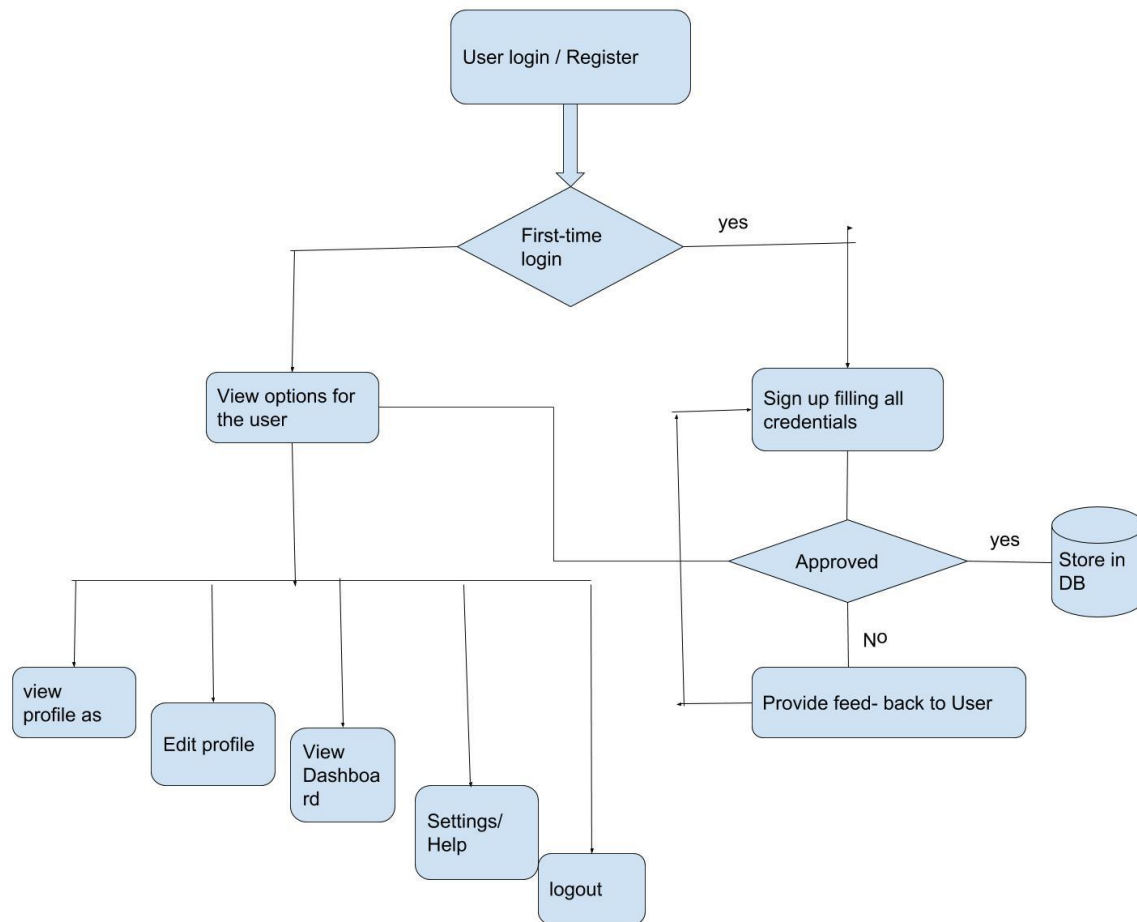 User login / Register
yes
First-time
login
View options for
the user
Sign up filling all
credentials
yes
Approved
Store in
DB
No
view
profile as
Provide feed- back to User
Edit profile
View
Dashboa
rd
Settings/
Help
logout